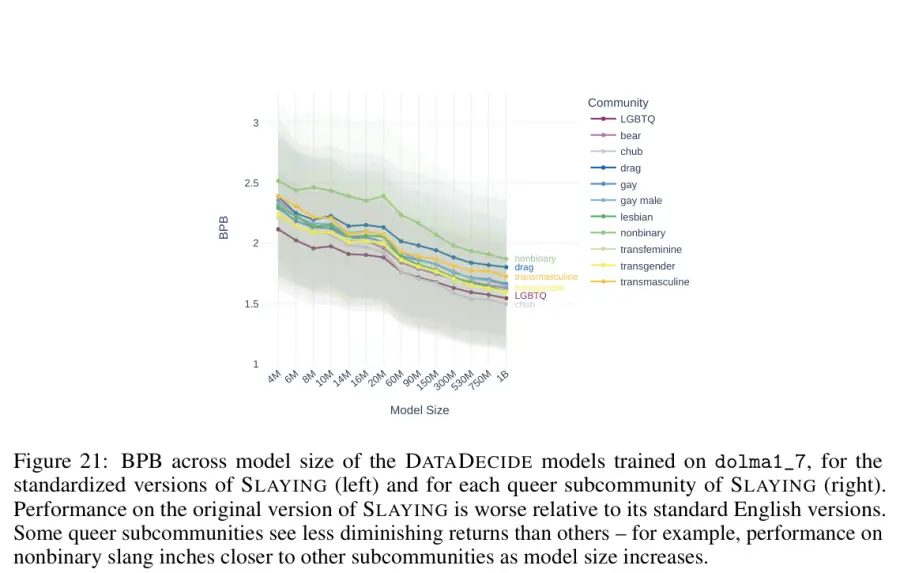 Community
LGBTQ
bear
chub
drag
gay
gay male
lesbian
nonbinary
transfeminine
transgender
transmasculine
3
2.5
2
1.5
1
BPB
nonbinary
drag
transmasculine
transgender
LGBTQ
chub
4M
6M
8M
10M
14M
16M
20M
60M
90M
150M
300M
530M
750M
1B
Model Size
Figure 21: BPB across model size of the DATADECIDE models trained on dolma1_7, for the
standardized versions of SLAYING (left) and for each queer subcommunity of SLAYING (right).
Performance on the original version of SLAYING is worse relative to its standard English versions.
Some queer subcommunities see less diminishing returns than others – for example, performance on
nonbinary slang inches closer to other subcommunities as model size increases.